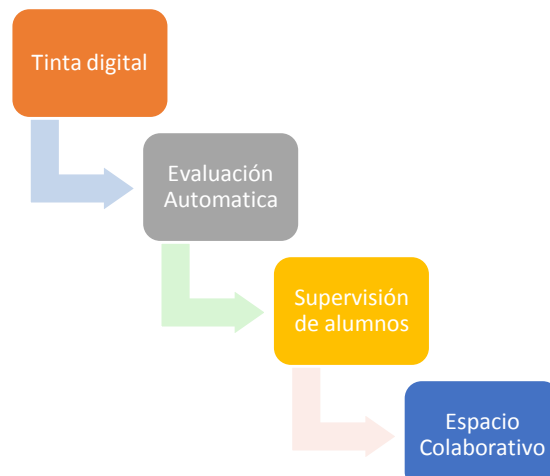 Tinta digital
Evaluación
Automatica
Supervisión
de alumnos
Espacio
Colaborativo